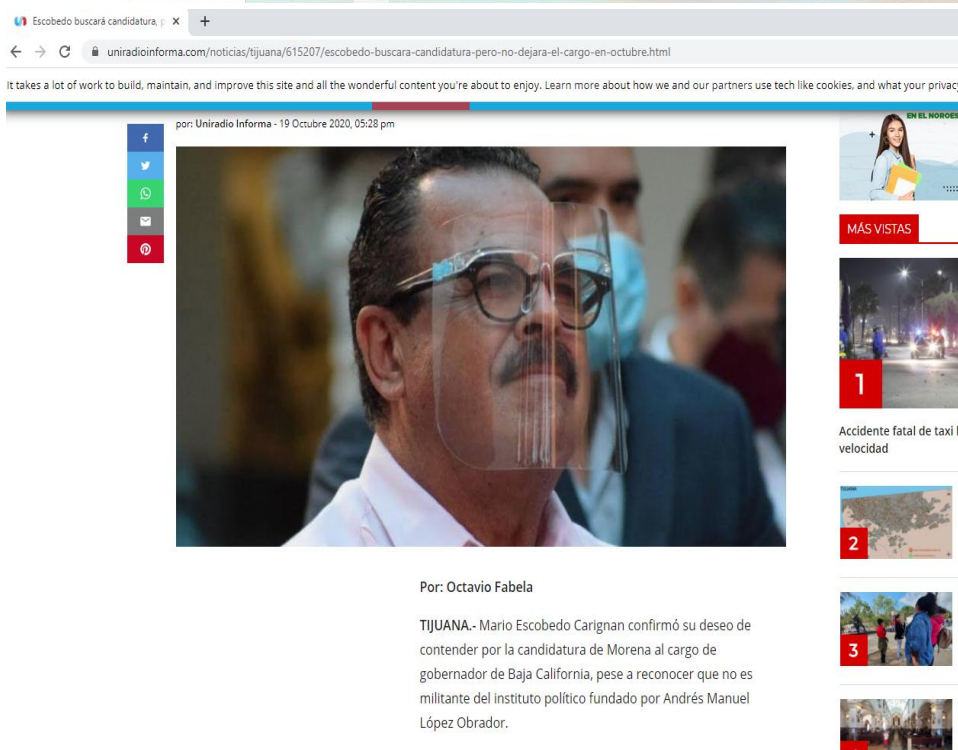 Escobedo buscará candidatura, p
uniradioinforma.com/noticias/tijuana/615207/escobedo-buscara-candidatura-pero-no-dejara-el-cargo-en-octubre.html
It takes a lot of work to build, maintain, and improve this site and all the wonderful content you're about to enjoy. Learn more about how we and our partners use tech like cookies, and what your privacy
por: Uniradio Informa - 19 Octubre 2020, 05:28 pm
EN EL NOROES
MÁS VISTAS
1
Accidente fatal de taxi
velocidad
TIJUANA
2
3
Por: Octavio Fabela
TIJUANA.- Mario Escobedo Carignan confirmó su deseo de
contender por la candidatura de Morena al cargo de
gobernador de Baja California, pese a reconocer que no es
militante del instituto político fundado por Andrés Manuel
López Obrador.